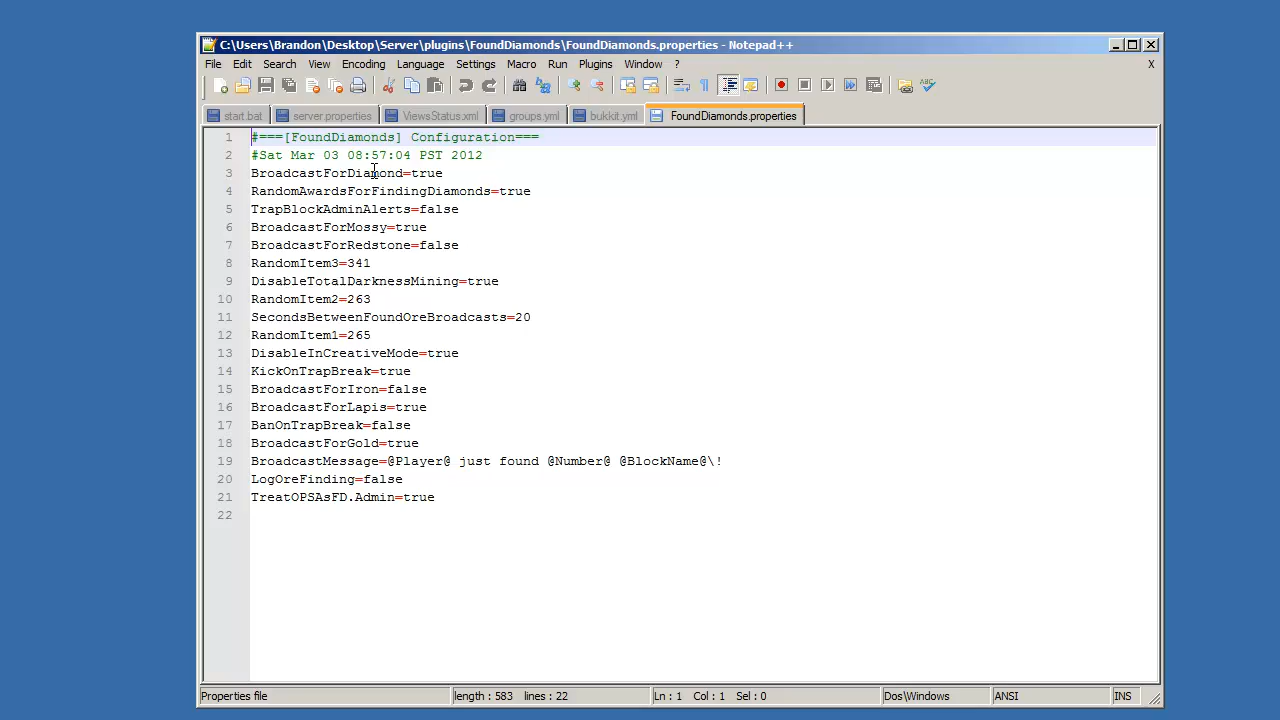 C:\Users\Brandon\Desktop\Server\plugins\FoundDiamonds\FoundDiamonds.properties - Notepad++
File Edit Search View Encoding Language Settings Macro Run Plugins Window ? X
start.bat server.properties ViewsStatus.xml groups.yml bukkit.yml FoundDiamonds.properties
1 #===[FoundDiamonds] Configuration===
2 #Sat Mar 03 08:57:04 PST 2012
3 BroadcastForDiamond=true
4 RandomAwardsForFindingDiamonds=true
5 TrapBlockAdminAlerts=false
6 BroadcastForMossy=true
7 BroadcastForRedstone=false
8 RandomItem3=341
9 DisableTotalDarknessMining=true
10 RandomItem2=263
11 SecondsBetweenFoundOreBroadcasts=20
12 RandomItem1=265
13 DisableInCreativeMode=true
14 KickOnTrapBreak=true
15 BroadcastForIron=false
16 BroadcastForLapis=true
17 BanOnTrapBreak=false
18 BroadcastForGold=true
19 BroadcastMessage=@Player@ just found @Number@ @BlockName@\!
20 LogOreFinding=false
21 TreatOPSAsFD.Admin=true
22
Properties file length : 583 lines : 22 Ln : 1 Col : 1 Sel : 0 Dos\Windows ANSI INS